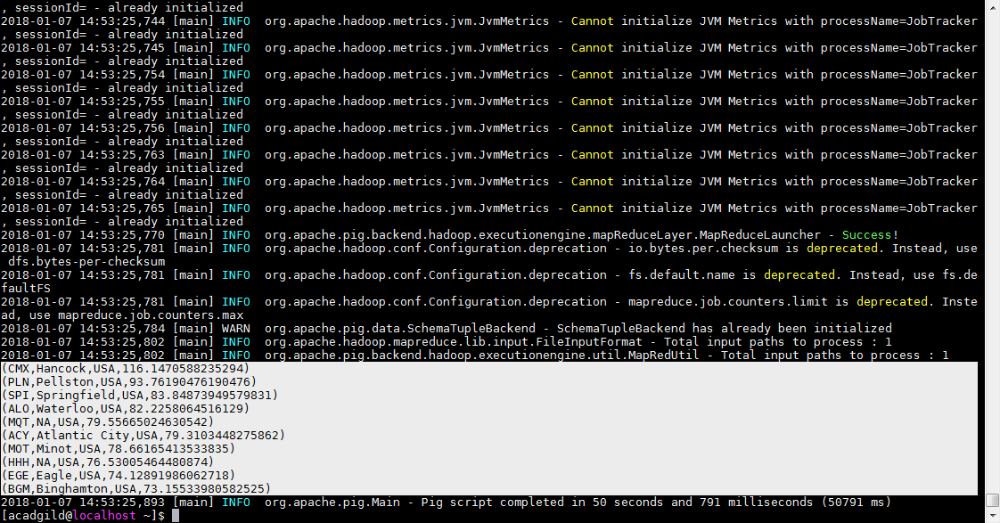 , sessionId= - already initialized
2018-01-07 14:53:25,744 [main] INFO  org.apache.hadoop.metrics.jvm.JvmMetrics - Cannot initialize JVM Metrics with processName=JobTracker
, sessionId= - already initialized
2018-01-07 14:53:25,745 [main] INFO  org.apache.hadoop.metrics.jvm.JvmMetrics - Cannot initialize JVM Metrics with processName=JobTracker
, sessionId= - already initialized
2018-01-07 14:53:25,754 [main] INFO  org.apache.hadoop.metrics.jvm.JvmMetrics - Cannot initialize JVM Metrics with processName=JobTracker
, sessionId= - already initialized
2018-01-07 14:53:25,755 [main] INFO  org.apache.hadoop.metrics.jvm.JvmMetrics - Cannot initialize JVM Metrics with processName=JobTracker
, sessionId= - already initialized
2018-01-07 14:53:25,756 [main] INFO  org.apache.hadoop.metrics.jvm.JvmMetrics - Cannot initialize JVM Metrics with processName=JobTracker
, sessionId= - already initialized
2018-01-07 14:53:25,763 [main] INFO  org.apache.hadoop.metrics.jvm.JvmMetrics - Cannot initialize JVM Metrics with processName=JobTracker
, sessionId= - already initialized
2018-01-07 14:53:25,764 [main] INFO  org.apache.hadoop.metrics.jvm.JvmMetrics - Cannot initialize JVM Metrics with processName=JobTracker
, sessionId= - already initialized
2018-01-07 14:53:25,765 [main] INFO  org.apache.hadoop.metrics.jvm.JvmMetrics - Cannot initialize JVM Metrics with processName=JobTracker
, sessionId= - already initialized
2018-01-07 14:53:25,770 [main] INFO  org.apache.pig.backend.hadoop.executionengine.mapReduceLayer.MapReduceLauncher - Success!
2018-01-07 14:53:25,781 [main] INFO  org.apache.hadoop.conf.Configuration.deprecation - io.bytes.per.checksum is deprecated. Instead, use
 dfs.bytes-per-checksum
2018-01-07 14:53:25,781 [main] INFO  org.apache.hadoop.conf.Configuration.deprecation - fs.default.name is deprecated. Instead, use fs.de
faultFS
2018-01-07 14:53:25,781 [main] INFO  org.apache.hadoop.conf.Configuration.deprecation - mapreduce.job.counters.limit is deprecated. Inste
ad, use mapreduce.job.counters.max
2018-01-07 14:53:25,784 [main] WARN  org.apache.pig.data.SchemaTupleBackend - SchemaTupleBackend has already been initialized
2018-01-07 14:53:25,802 [main] INFO  org.apache.hadoop.mapreduce.lib.input.FileInputFormat - Total input paths to process : 1
2018-01-07 14:53:25,802 [main] INFO  org.apache.pig.backend.hadoop.executionengine.util.MapRedUtil - Total input paths to process : 1
(CMX,Hancock,USA,116.1470588235294)
(PLN,Pellston,USA,93.76190476190476)
(SPI,Springfield,USA,83.84873949579831)
(ALO,Waterloo,USA,82.2258064516129)
(MQT,NA,USA,79.55665024630542)
(ACY,Atlantic City,USA,79.3103448275862)
(MOT,Minot,USA,78.66165413533835)
(HHH,NA,USA,76.53005464480874)
(EGE,Eagle,USA,74.12891986062718)
(BGM,Binghamton,USA,73.15533980582525)
2018-01-07 14:53:25,893 [main] INFO  org.apache.pig.Main - Pig script completed in 50 seconds and 791 milliseconds (50791 ms)
[acadgild@localhost ~]$